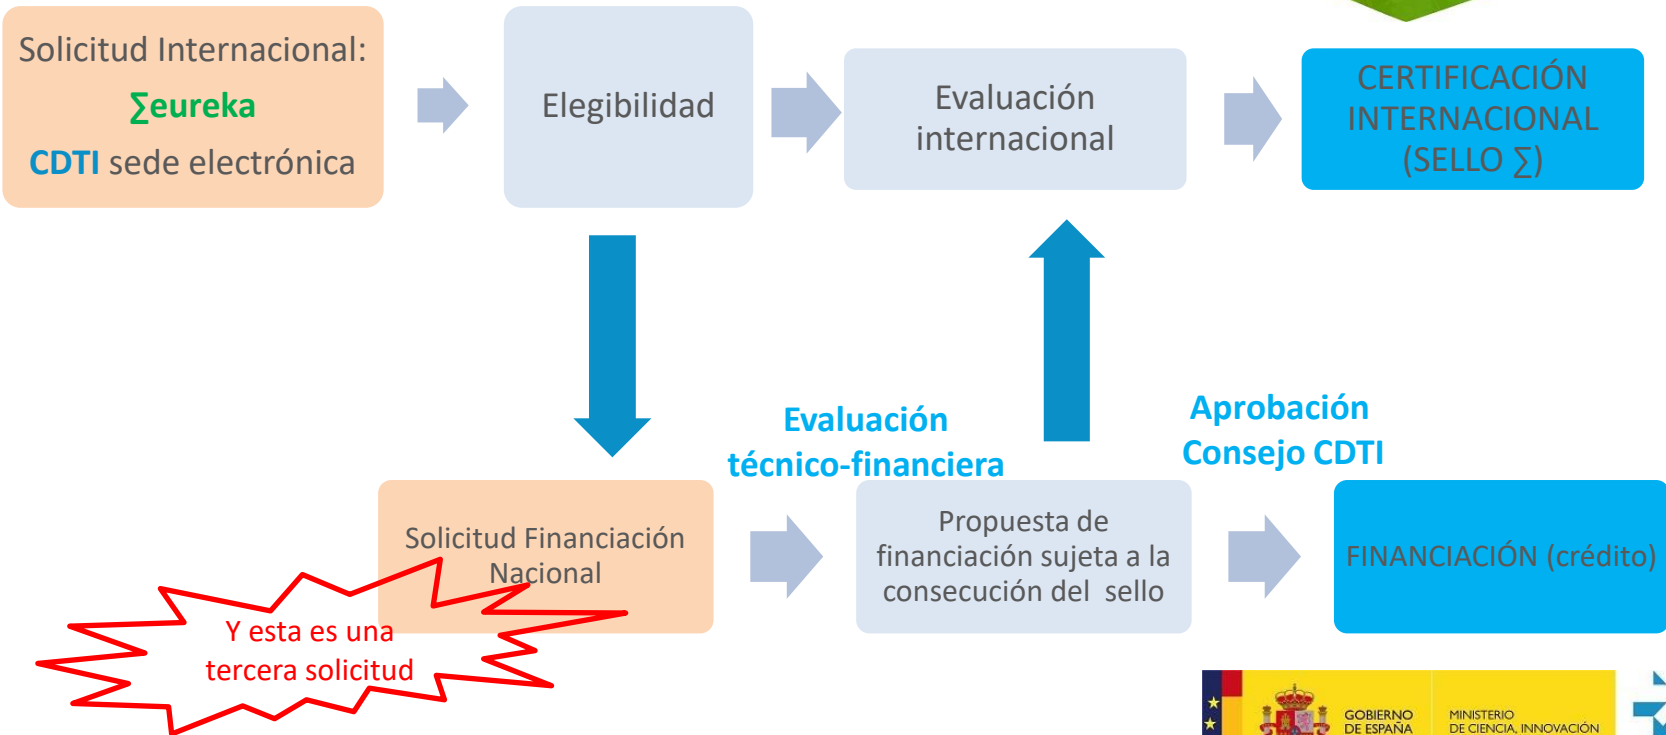 Solicitud Internacional:
∑eureka
CDTI sede electrónica
Elegibilidad
Evaluación
internacional
CERTIFICACIÓN
INTERNACIONAL
(SELLO ∑)
Evaluación
técnico-financiera
Aprobación
Consejo CDTI
Solicitud Financiación
Nacional
Propuesta de
financiación sujeta a la
consecución del  sello
FINANCIACIÓN (crédito)
Y esta es una
tercera solicitud
GOBIERNO
DE ESPAÑA
MINISTERIO
DE CIENCIA, INNOVACIÓN